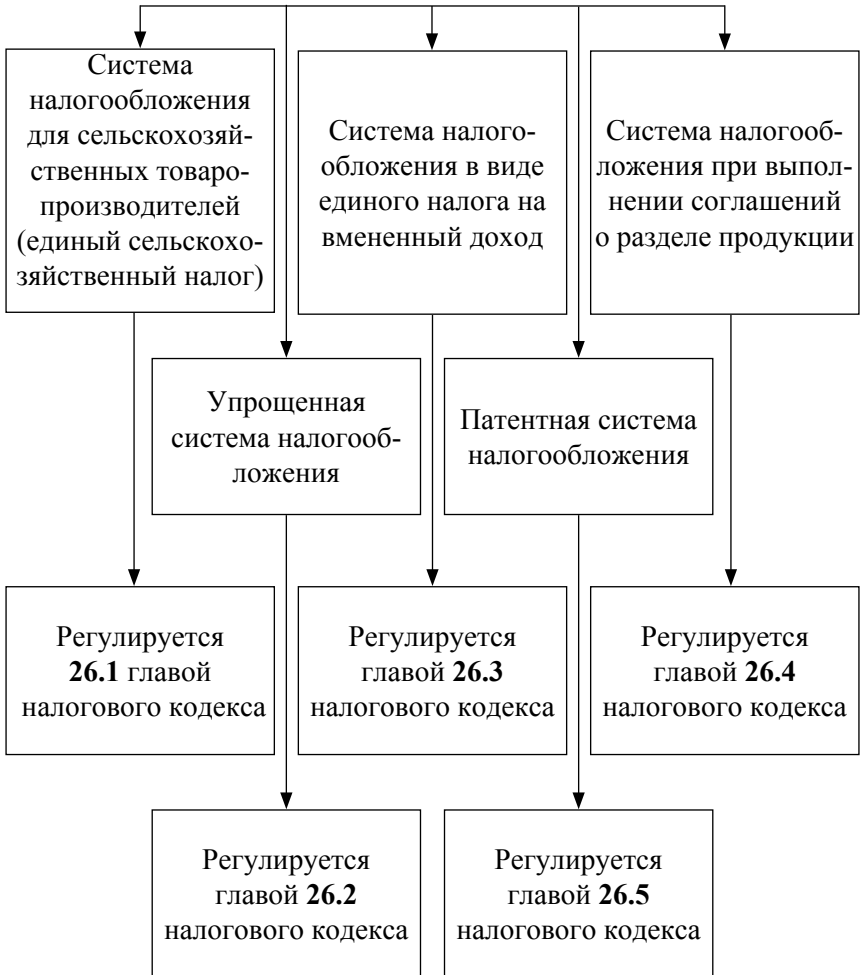 Система
налогообложения
для сельскохозяй-
ственных товаро-
производителей
(единый сельскохо-
зяйственный налог)
Система налого-
обложения в виде
единого налога на
вмененный доход
Система налогооб-
ложения при выпол-
нении соглашений
о разделе продукции
Упрощенная
система налогооб-
ложения
Патентная система
налогообложения
Регулируется
26.1 главой
налогового кодекса
Регулируется
главой 26.3
налогового кодекса
Регулируется
главой 26.4
налогового кодекса
Регулируется
главой 26.2
налогового кодекса
Регулируется
главой 26.5
налогового кодекса